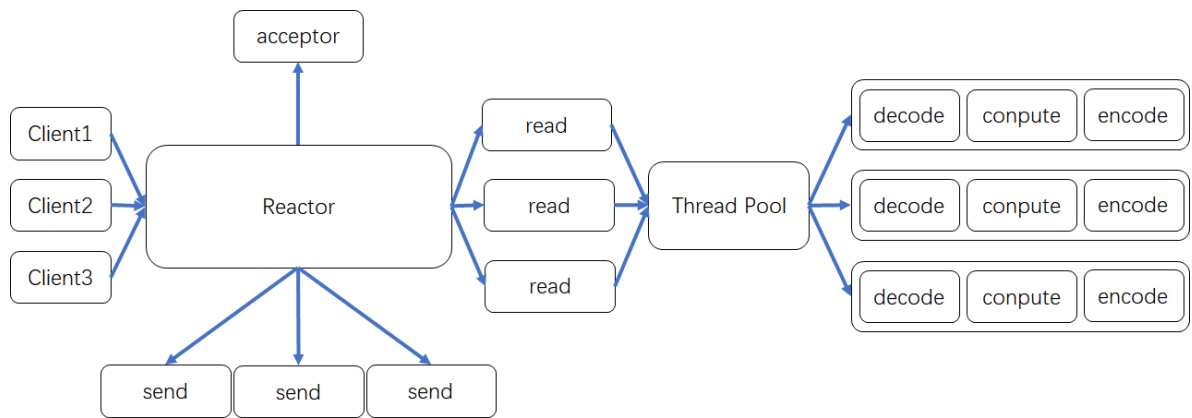 acceptor
Client1
Client2
Client3
Reactor
read
read
read
Thread Pool
decode conpute encode
decode conpute encode
decode conpute encode
send send send